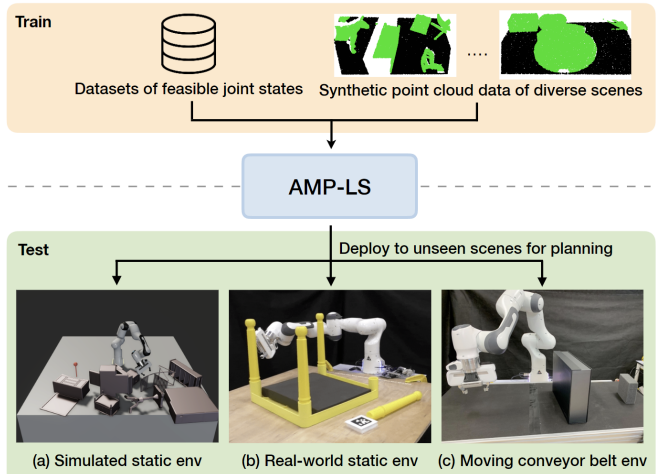 Train
Datasets of feasible joint states
....
Synthetic point cloud data of diverse scenes
AMP-LS
Test
Deploy to unseen scenes for planning
(a) Simulated static env
(b) Real-world static env
(c) Moving conveyor belt env